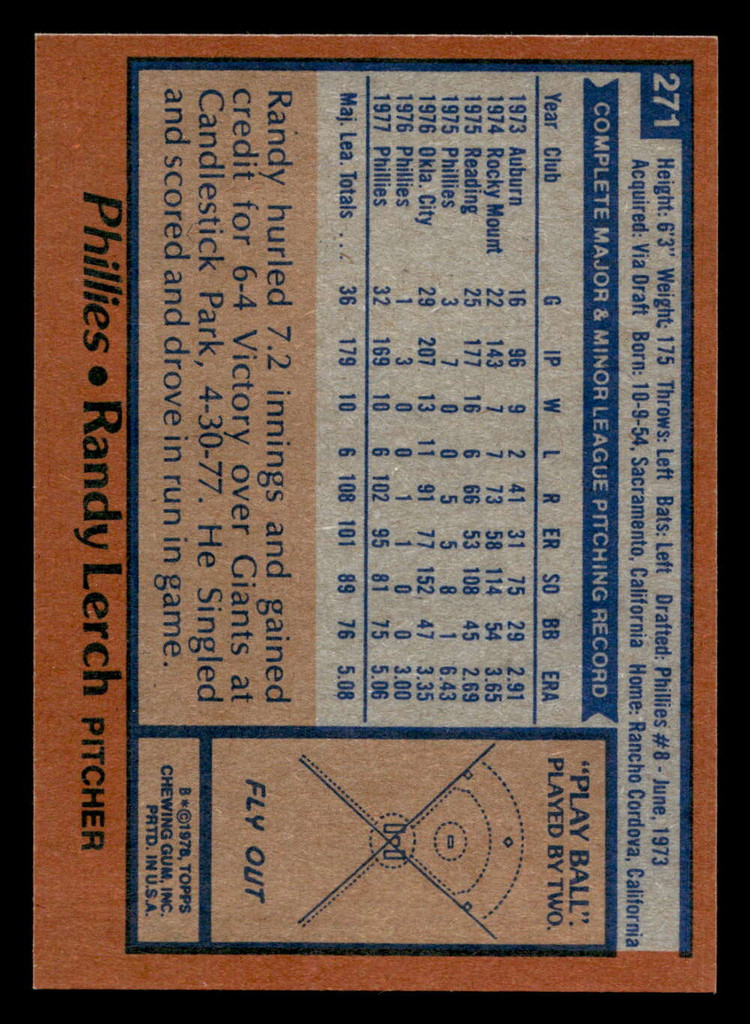 271
Height: 6'3" Weight: 175 Throws: Left Bats: Left Drafted: Phillies #8 - June, 1973
Acquired: Via Draft Born: 10-9-54, Sacramento, California Home: Rancho Cordova, California
COMPLETE MAJOR & MINOR LEAGUE PITCHING RECORD
Year Club G IP W L R ER SO BB ERA
1973 Auburn 16 96 9 2 41 31 75 29 2.91
1974 Rocky Mount 22 143 7 7 73 58 114 54 3.65
1975 Reading 25 177 16 6 66 53 108 45 2.69
1975 Phillies 3 7 0 0 5 5 8 1 6.43
1976 Okla. City 29 207 13 11 91 77 152 47 3.35
1976 Phillies 1 3 0 0 1 1 0 0 3.00
1977 Phillies 32 169 10 6 102 95 81 75 5.06
Maj. Lea. Totals ... 36 179 10 6 108 101 89 76 5.08
Randy hurled 7.2 innings and gained
credit for 6-4 Victory over Giants at
Candlestick Park, 4-30-77. He Singled
and scored and drove in run in game.
"PLAY BALL".
PLAYED BY TWO.
FLY OUT
B*©1978, TOPPS
CHEWING GUM, INC.
PRTD. IN U.S.A.
Phillies • Randy Lerch PITCHER